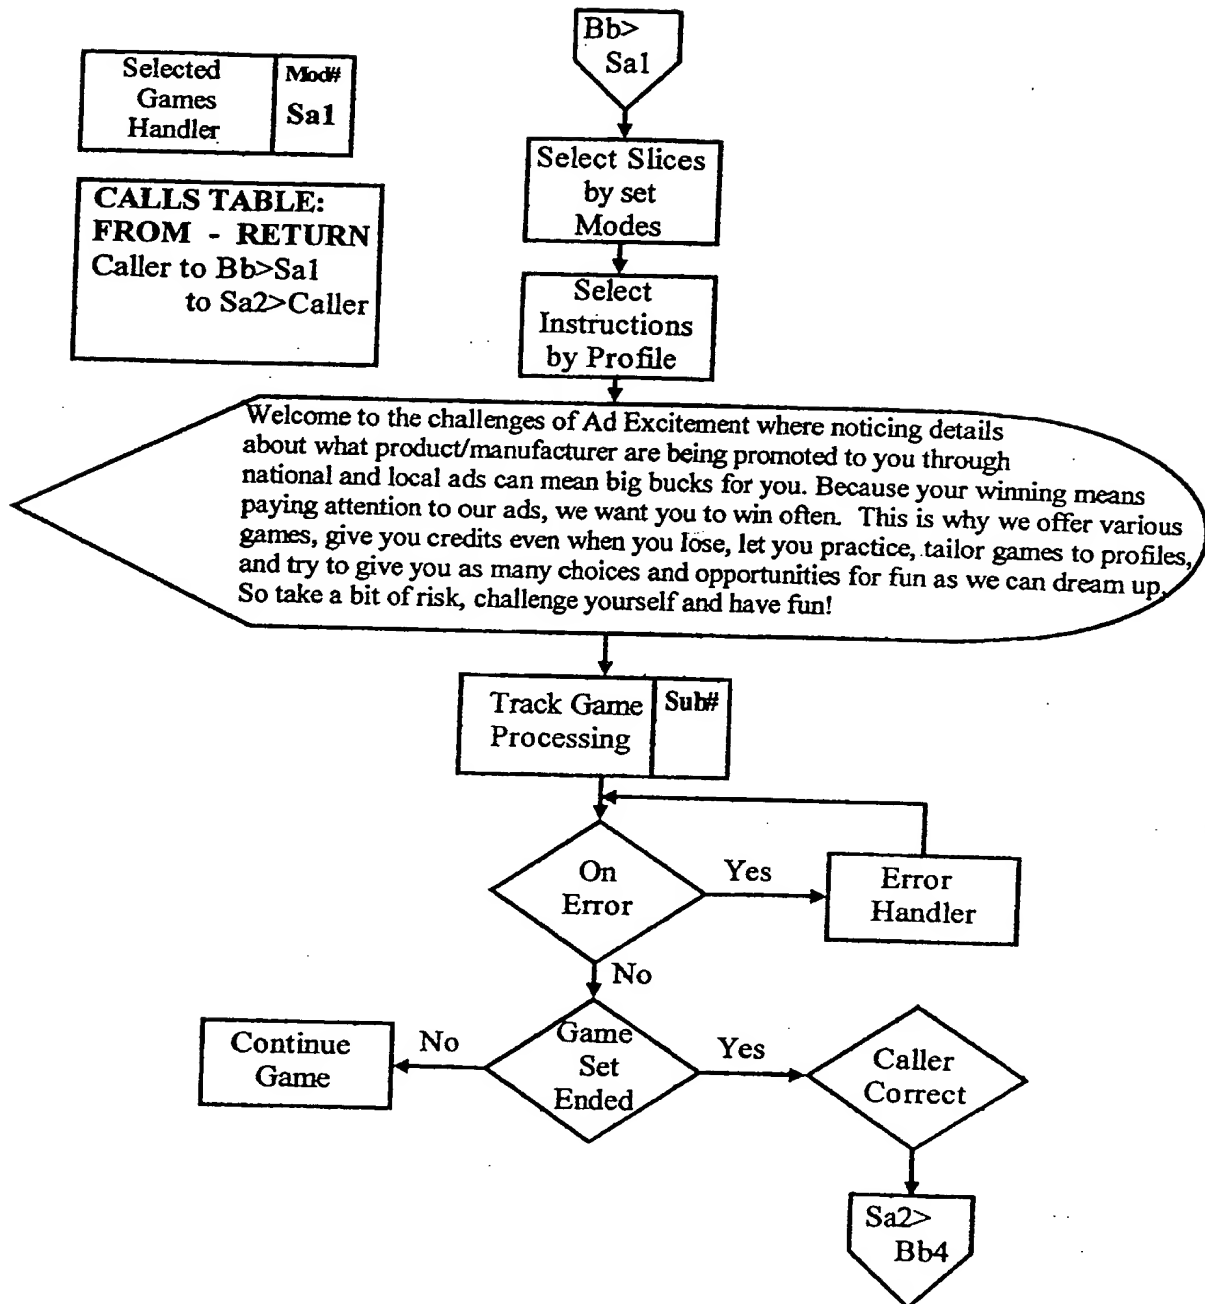 Bb>
Sa1
Selected
Games
Handler
Mod#
Sa1
CALLS TABLE:
FROM - RETURN
Caller to Bb>Sa1
to Sa2>Caller
Select Slices
by set
Modes
Select
Instructions
by Profile
Welcome to the challenges of Ad Excitement where noticing details
about what product/manufacturer are being promoted to you through
national and local ads can mean big bucks for you. Because your winning means
paying attention to our ads, we want you to win often. This is why we offer various
games, give you credits even when you lose, let you practice, tailor games to profiles,
and try to give you as many choices and opportunities for fun as we can dream up.
So take a bit of risk, challenge yourself and have fun!
Track Game
Processing
Sub#
On
Error
Yes
Error
Handler
No
Game
Set
Ended
No
Continue
Game
Yes
Caller
Correct
Sa2>
Bb4